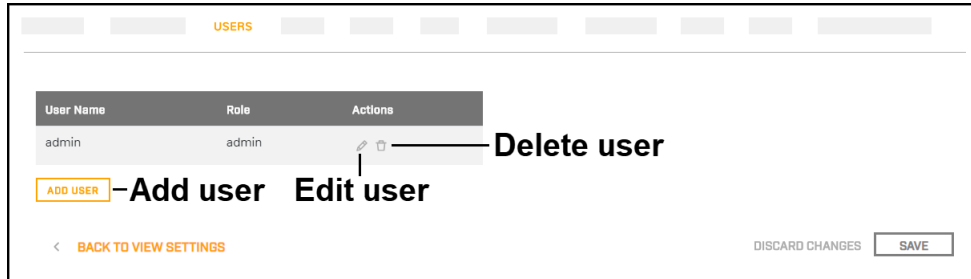 USERS
User Name Role Actions
admin admin
Delete user
ADD USER Add user Edit user
< BACK TO VIEW SETTINGS DISCARD CHANGES SAVE